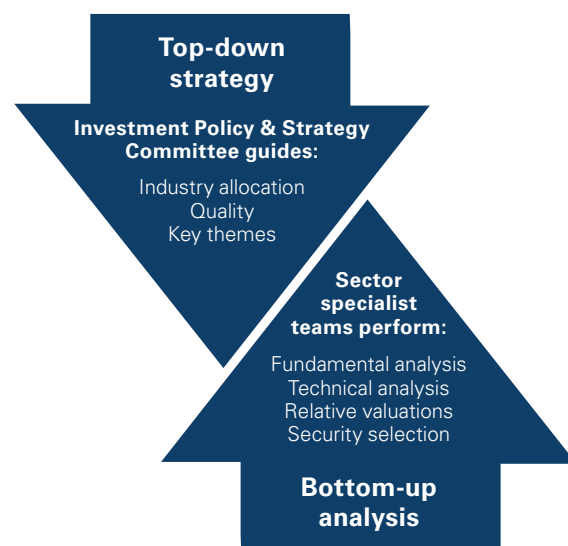 Top-down
strategy
Investment Policy & Strategy
Committee guides:
Industry allocation
Quality
Key themes
Sector
specialist
teams perform:
Fundamental analysis
Technical analysis
Relative valuations
Security selection
Bottom-up
analysis